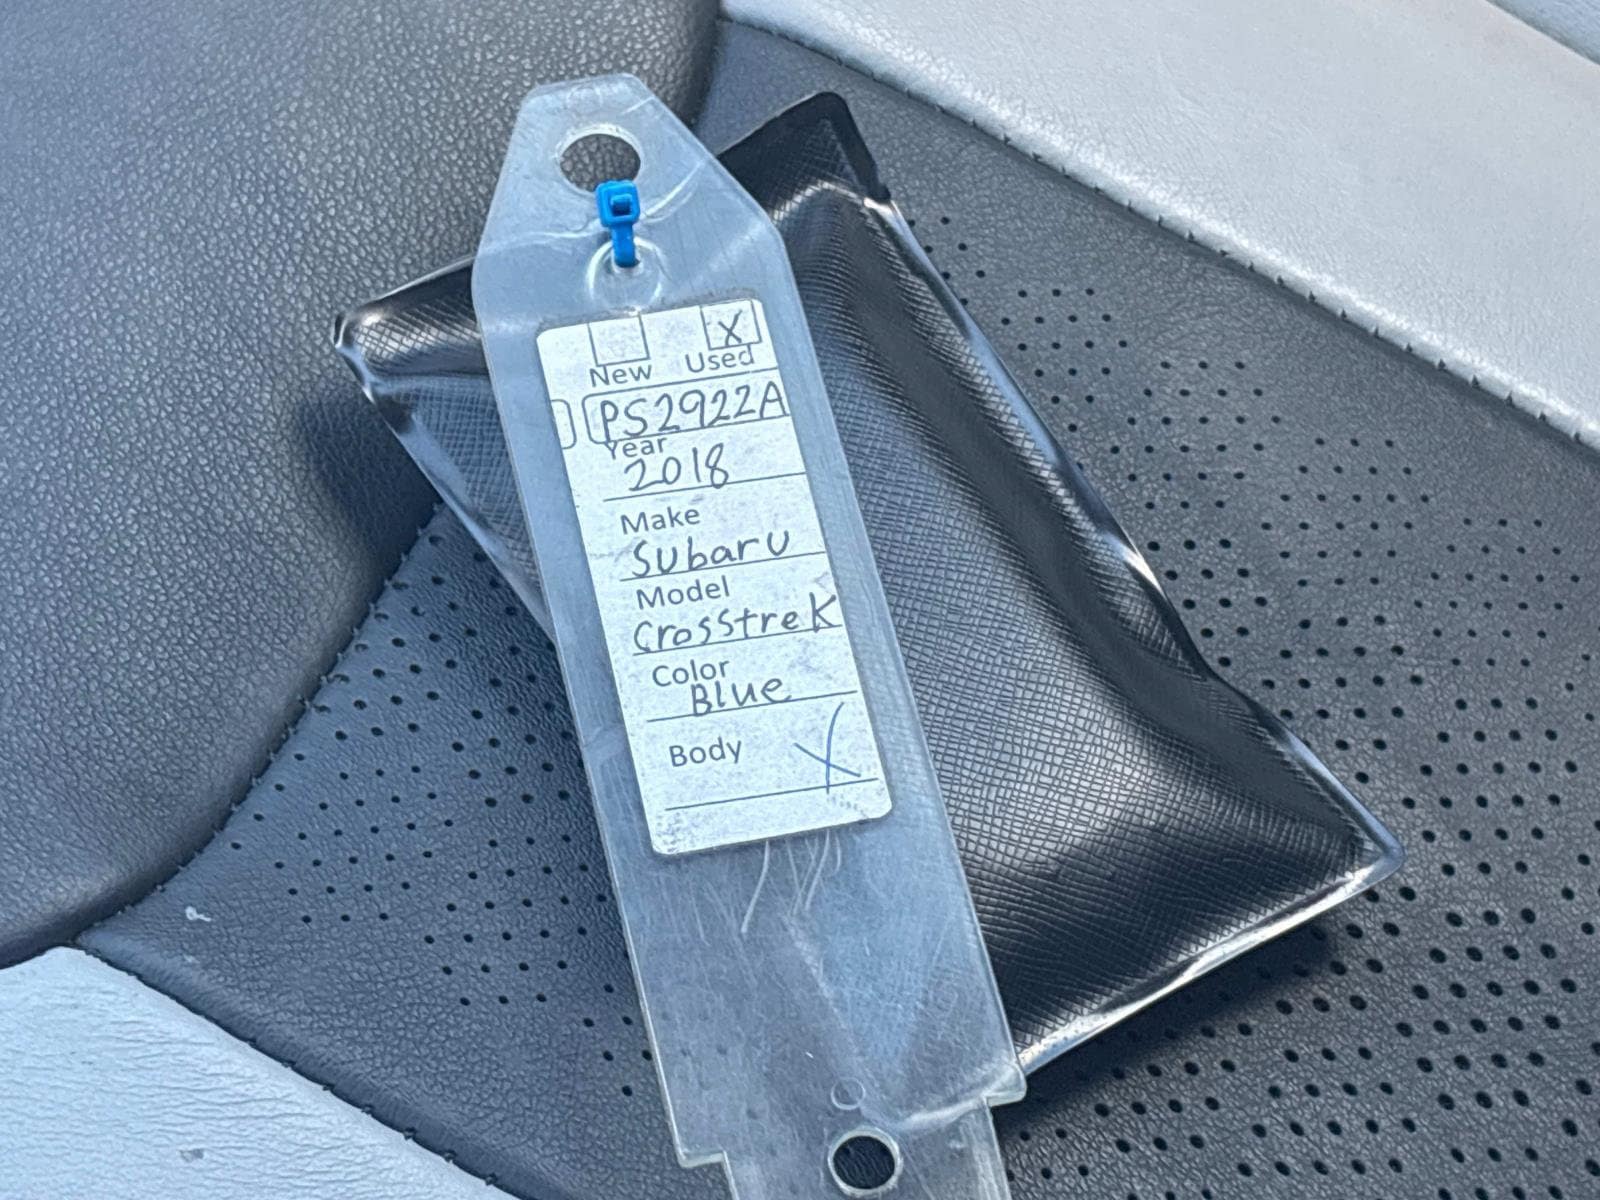 X
New Used
PS2922A
Year
2018
Make
Subaru
Model
Crosstrek
Color
Blue
Body X